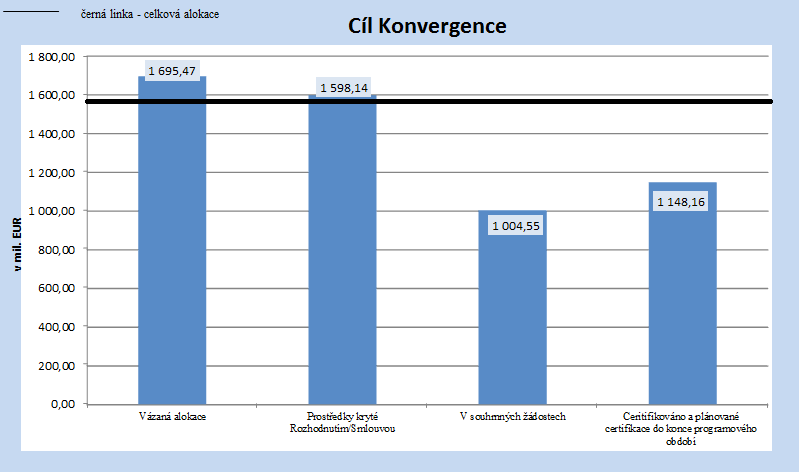 černá linka - celková alokace
Cíl Konvergence
v mil. EUR
1 800,00
1 600,00
1 400,00
1 200,00
1 000,00
800,00
600,00
400,00
200,00
0,00
1 695,47
1 598,14
1 004,55
1 148,16
Vázaná alokace
Prostředky kryté
Rozhodnutím/Smlouvou
V souhrnných žádostech
Ceritifikováno a plánované
certifikace do konce programového
období